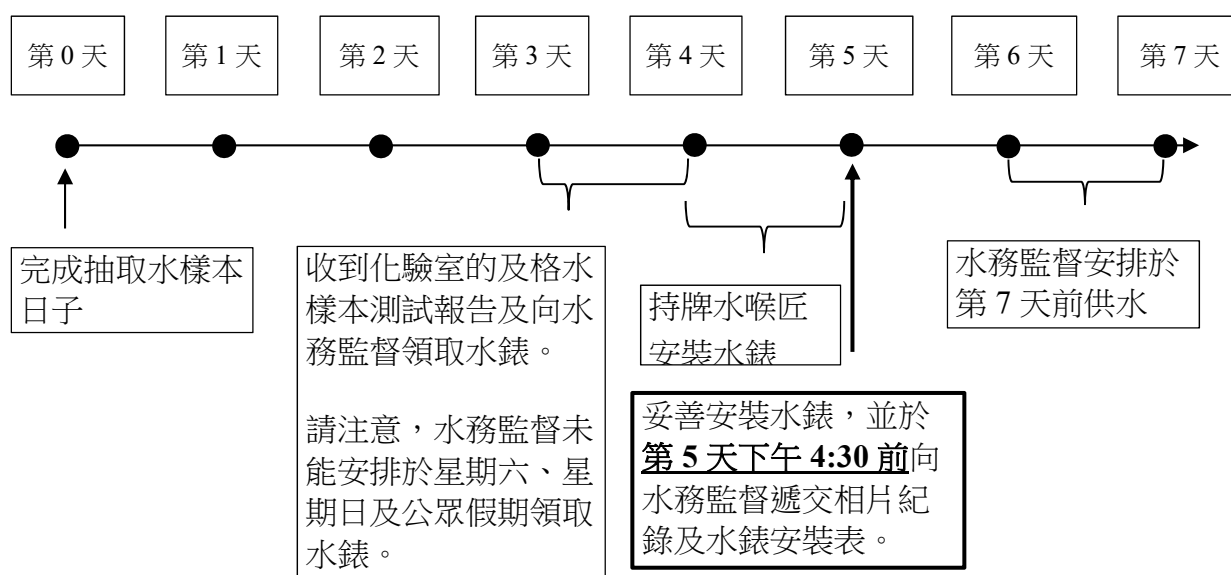 第 0 天
第 1 天
第 2 天
第 3 天
第 4 天
第 5 天
第 6 天
第 7 天
完成抽取水樣本
日子
收到化驗室的及格水
樣本測試報告及向水
務監督領取水錶。
請注意，水務監督未
能安排於星期六、星
期日及公眾假期領取
水錶。
持牌水喉匠
安裝水錶
妥善安裝水錶，並於
第 5 天下午 4:30 前向
水務監督遞交相片紀
錄及水錶安裝表。
水務監督安排於
第 7 天前供水